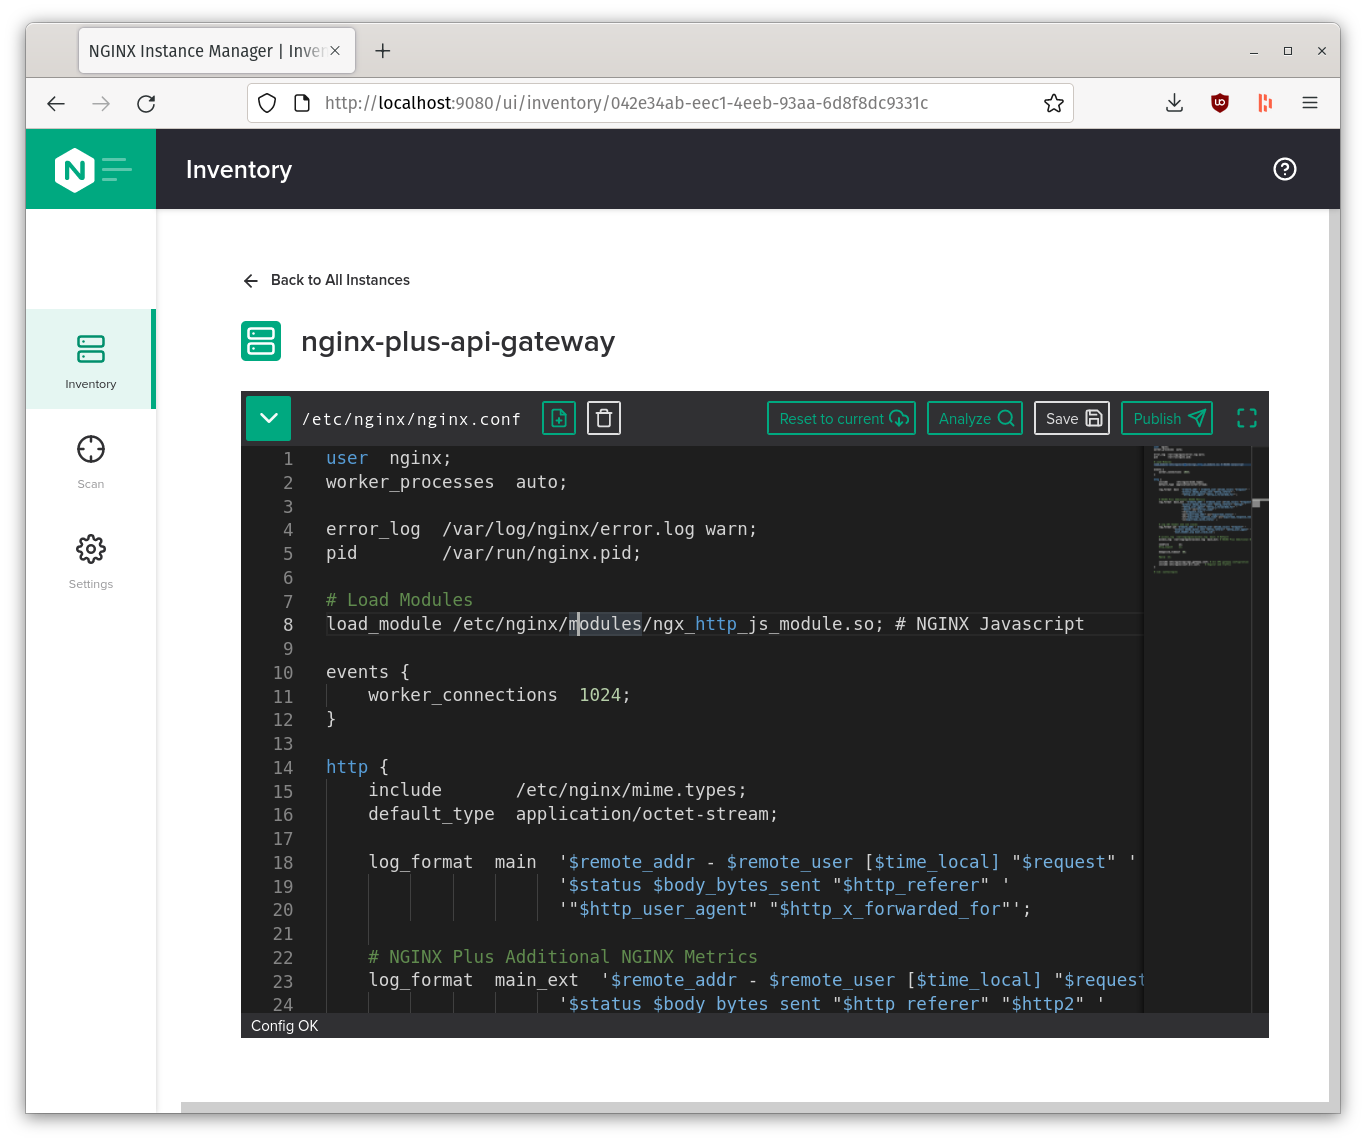 NGINX Instance Manager | Inven
http://localhost:9080/ui/inventory/042e34ab-eec1-4eeb-93aa-6d8f8dc9331c
N
Inventory
Inventory
Scan
Settings
Back to All Instances
nginx-plus-api-gateway
/etc/nginx/nginx.conf
Reset to current
Analyze
Save
Publish
1 user  nginx;
2 worker_processes  auto;
3
4 error_log  /var/log/nginx/error.log warn;
5 pid        /var/run/nginx.pid;
6
7 # Load Modules
8 load_module /etc/nginx/modules/ngx_http_js_module.so; # NGINX Javascript
9
10 events {
11     worker_connections  1024;
12 }
13
14 http {
15     include       /etc/nginx/mime.types;
16     default_type  application/octet-stream;
17
18     log_format  main  '$remote_addr - $remote_user [$time_local] "$request" '
19                       '$status $body_bytes_sent "$http_referer" '
20                       '"$http_user_agent" "$http_x_forwarded_for"';
21
22     # NGINX Plus Additional NGINX Metrics
23     log_format  main_ext  '$remote_addr - $remote_user [$time_local] "$request
24                       '$status $body_bytes_sent "$http_referer" "$http2" '
Config OK